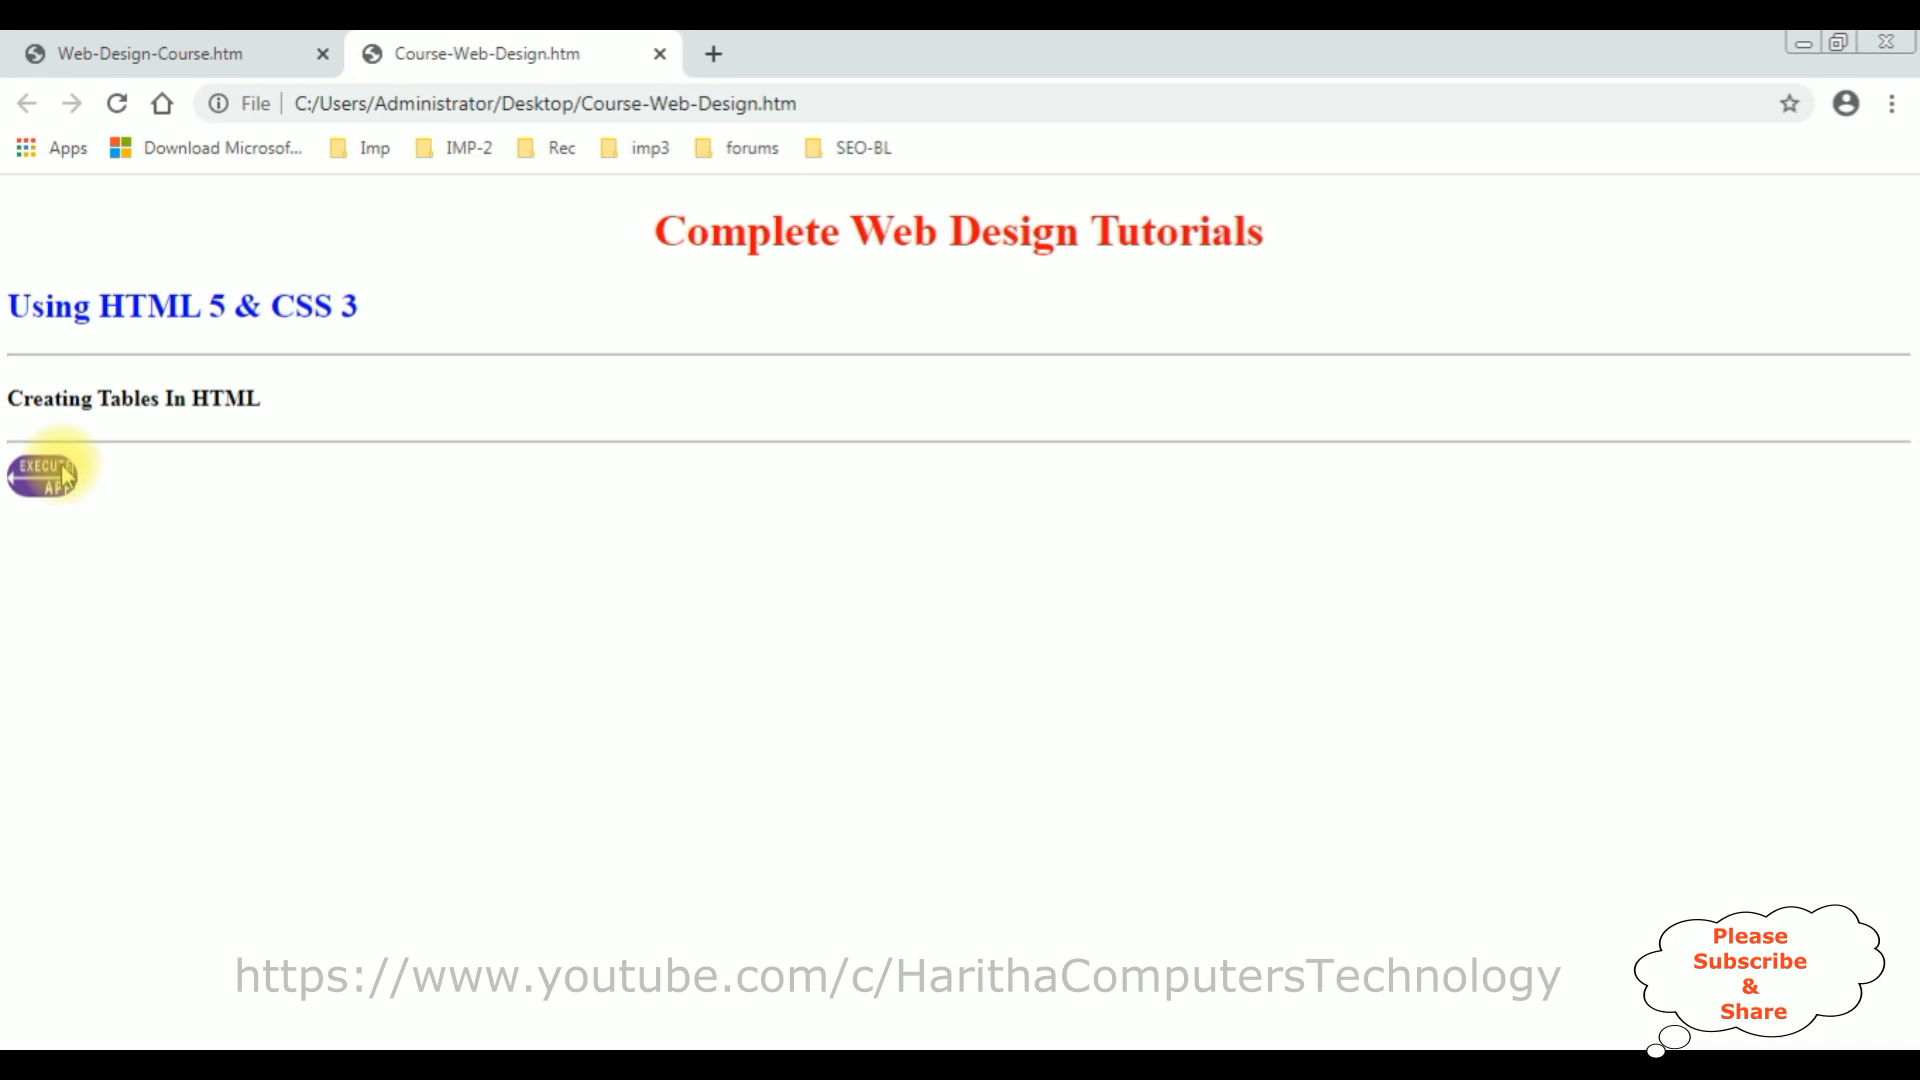 Web-Design-Course.htm
Course-Web-Design.htm
File
C:/Users/Administrator/Desktop/Course-Web-Design.htm
Apps
Download Microsof...
Imp
IMP-2
Rec
imp3
forums
SEO-BL
Complete Web Design Tutorials
Using HTML 5 & CSS 3
Creating Tables In HTML
https://www.youtube.com/c/HarithaComputersTechnology
Please
Subscribe
&
Share